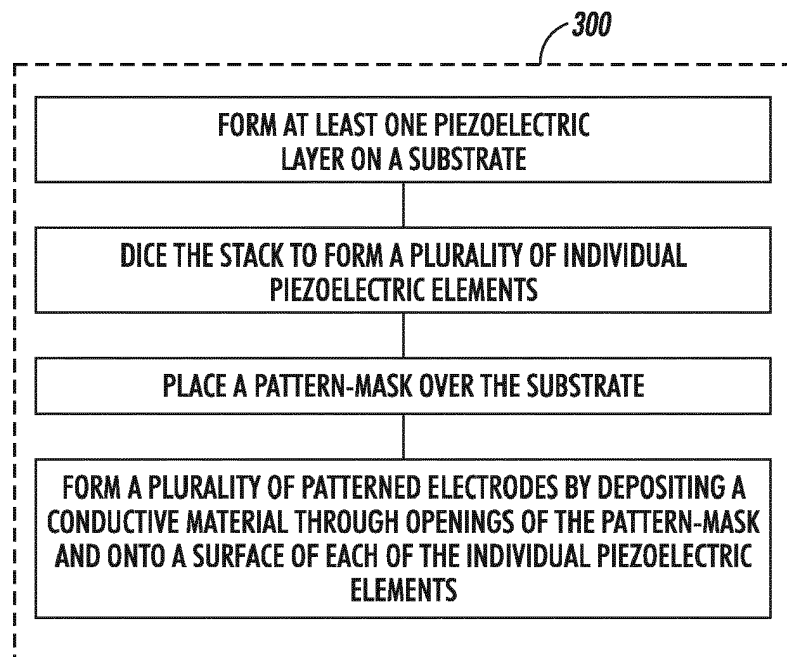 300
FORM AT LEAST ONE PIEZOELECTRIC
LAYER ON A SUBSTRATE
DICE THE STACK TO FORM A PLURALITY OF INDIVIDUAL
PIEZOELECTRIC ELEMENTS
PLACE A PATTERN-MASK OVER THE SUBSTRATE
FORM A PLURALITY OF PATTERNED ELECTRODES BY DEPOSITING A
CONDUCTIVE MATERIAL THROUGH OPENINGS OF THE PATTERN-MASK
AND ONTO A SURFACE OF EACH OF THE INDIVIDUAL PIEZOELECTRIC
ELEMENTS